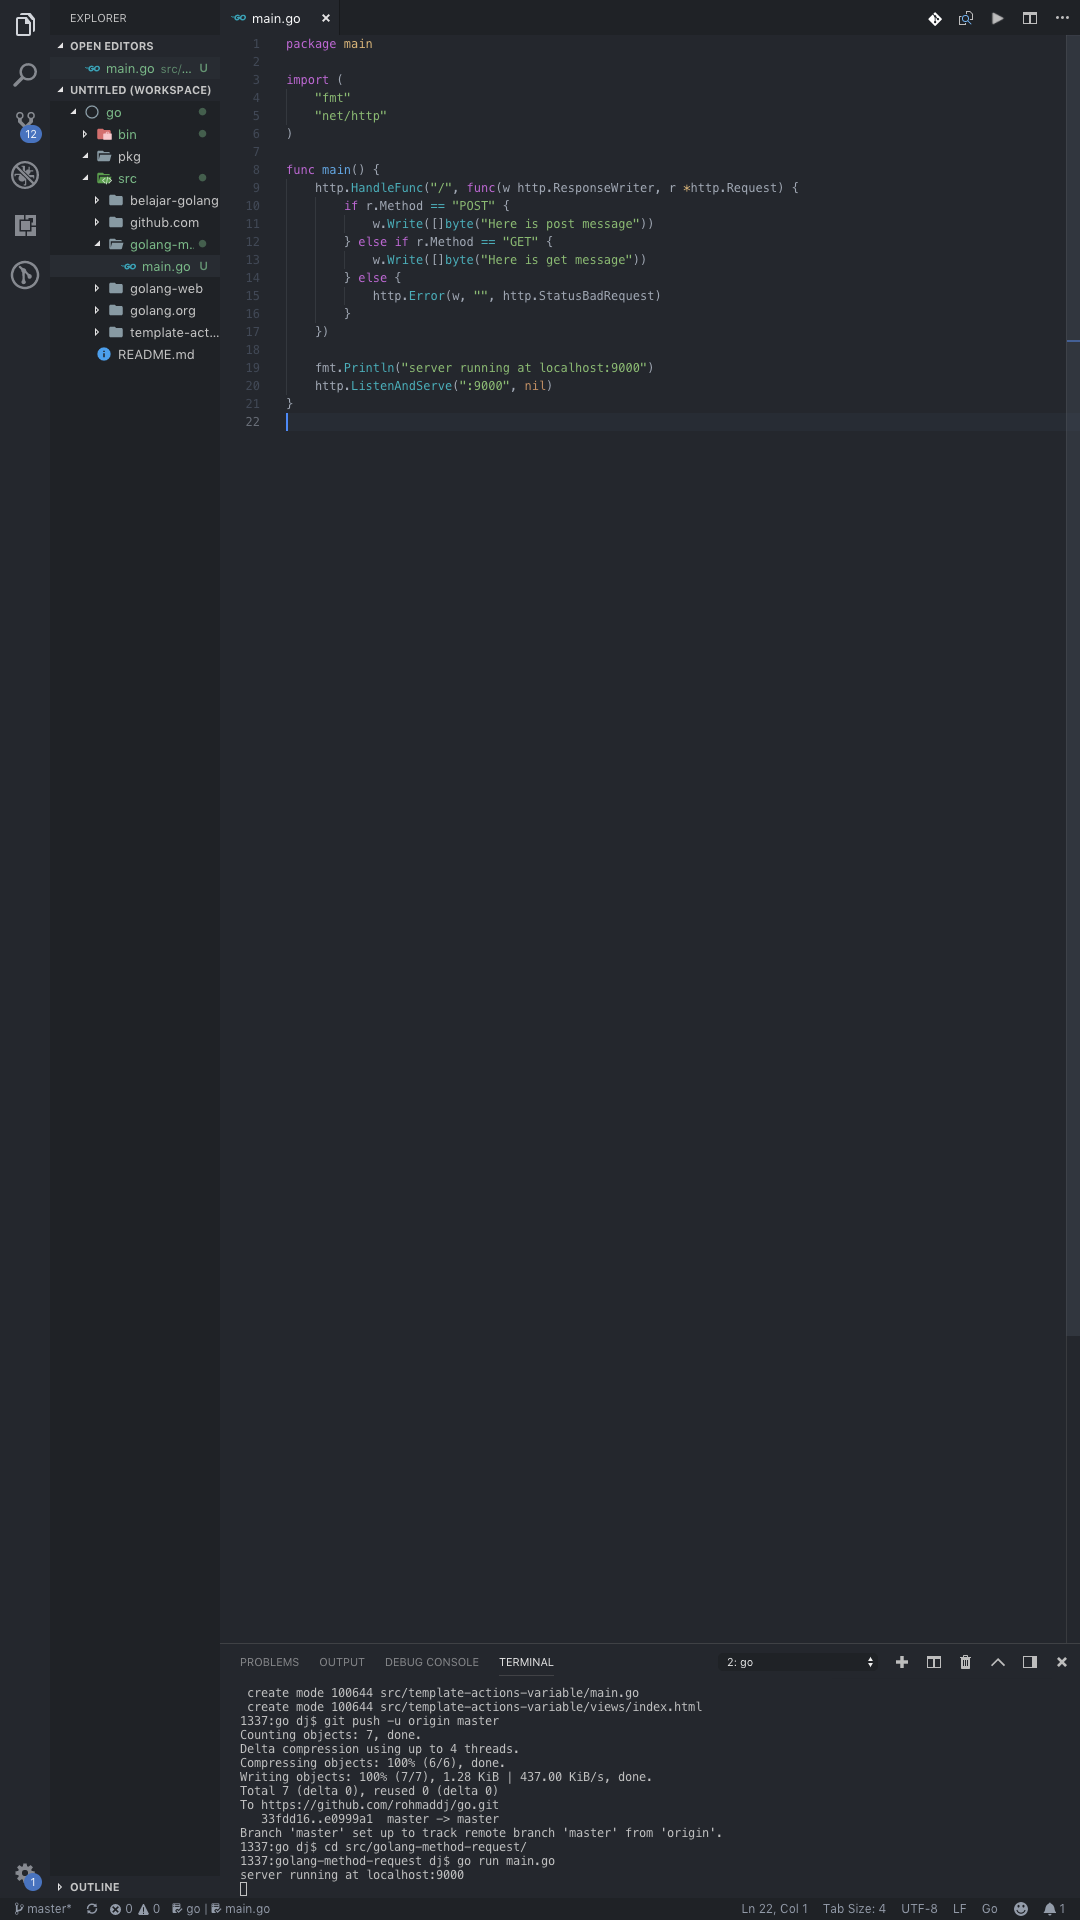 EXPLORER
OPEN EDITORS
main.go src/... U
UNTITLED (WORKSPACE)
go
bin
pkg
src
belajar-golang
github.com
golang-m.
main.go U
golang-web
golang.org
template-act...
README.md
OUTLINE
12
1
main.go
1 package main
2
3 import (
4     "fmt"
5     "net/http"
6 )
7
8 func main() {
9     http.HandleFunc("/", func(w http.ResponseWriter, r *http.Request) {
10         if r.Method == "POST" {
11             w.Write([]byte("Here is post message"))
12         } else if r.Method == "GET" {
13             w.Write([]byte("Here is get message"))
14         } else {
15             http.Error(w, "", http.StatusBadRequest)
16         }
17     })
18
19     fmt.Println("server running at localhost:9000")
20     http.ListenAndServe(":9000", nil)
21 }
22
PROBLEMS OUTPUT DEBUG CONSOLE TERMINAL 2: go
create mode 100644 src/template-actions-variable/main.go
create mode 100644 src/template-actions-variable/views/index.html
1337:go dj$ git push -u origin master
Counting objects: 7, done.
Delta compression using up to 4 threads.
Compressing objects: 100% (6/6), done.
Writing objects: 100% (7/7), 1.28 KiB | 437.00 KiB/s, done.
Total 7 (delta 0), reused 0 (delta 0)
To https://github.com/rohmaddj/go.git
   33fdd16..e0999a1  master -> master
Branch 'master' set up to track remote branch 'master' from 'origin'.
1337:go dj$ cd src/golang-method-request/
1337:golang-method-request dj$ go run main.go
server running at localhost:9000
master* 0 0 go | main.go Ln 22, Col 1 Tab Size: 4 UTF-8 LF Go 1